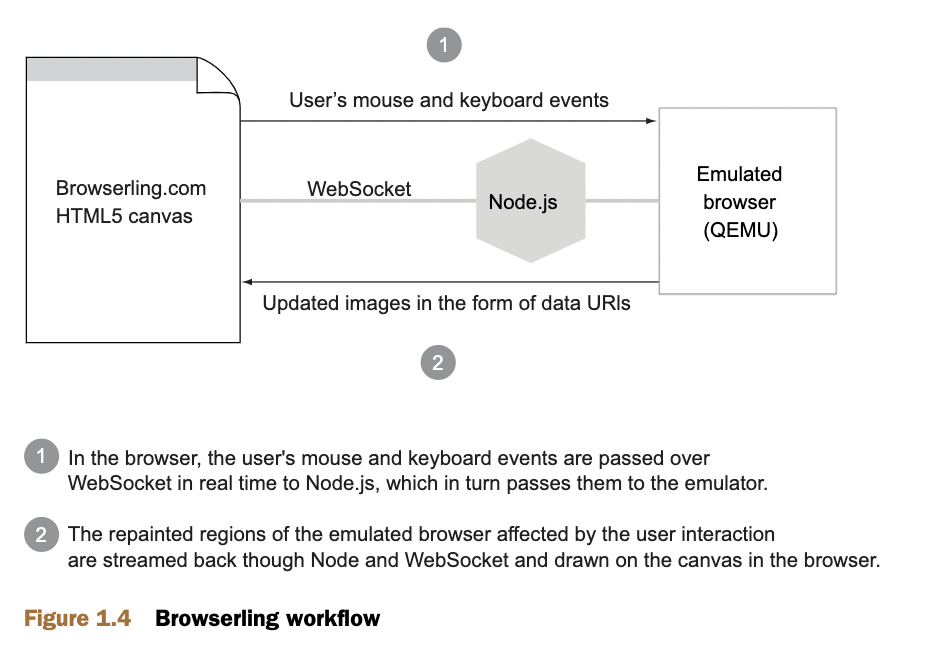 1
User’s mouse and keyboard events
Browserling.com
HTML5 canvas
WebSocket
Node.js
Emulated
browser
(QEMU)
Updated images in the form of data URIs
2
1 In the browser, the user's mouse and keyboard events are passed over
WebSocket in real time to Node.js, which in turn passes them to the emulator.
2 The repainted regions of the emulated browser affected by the user interaction
are streamed back though Node and WebSocket and drawn on the canvas in the browser.
Figure 1.4 Browserling workflow